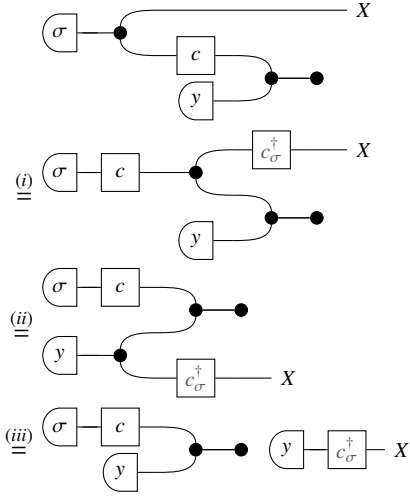 σ X
c
y
(i) = σ c c†σ X
y
(ii) = σ c
y c†σ X
(iii) = σ c y c†σ X
y